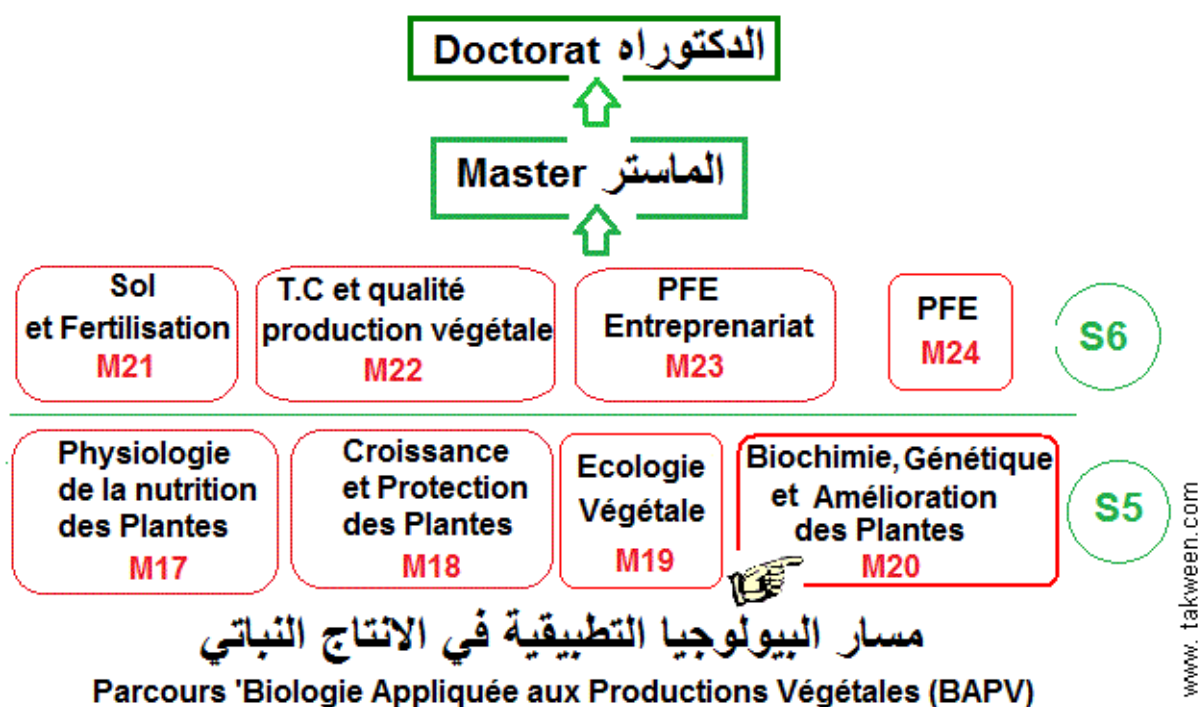 Doctorat الدكتوراه
Master الماستر
Sol
et Fertilisation
M21
T.C et qualité
production végétale
M22
PFE
Entreprenariat
M23
PFE
M24
S6
Physiologie
de la nutrition
des Plantes
M17
Croissance
et Protection
des Plantes
M18
Ecologie
Végétale
M19
Biochimie, Génétique
et Amélioration
des Plantes
M20
S5
مسار البيولوجيا التطبيقية في الانتاج النباتي
Parcours 'Biologie Appliquée aux Productions Végétales (BAPV)
www. takween.com